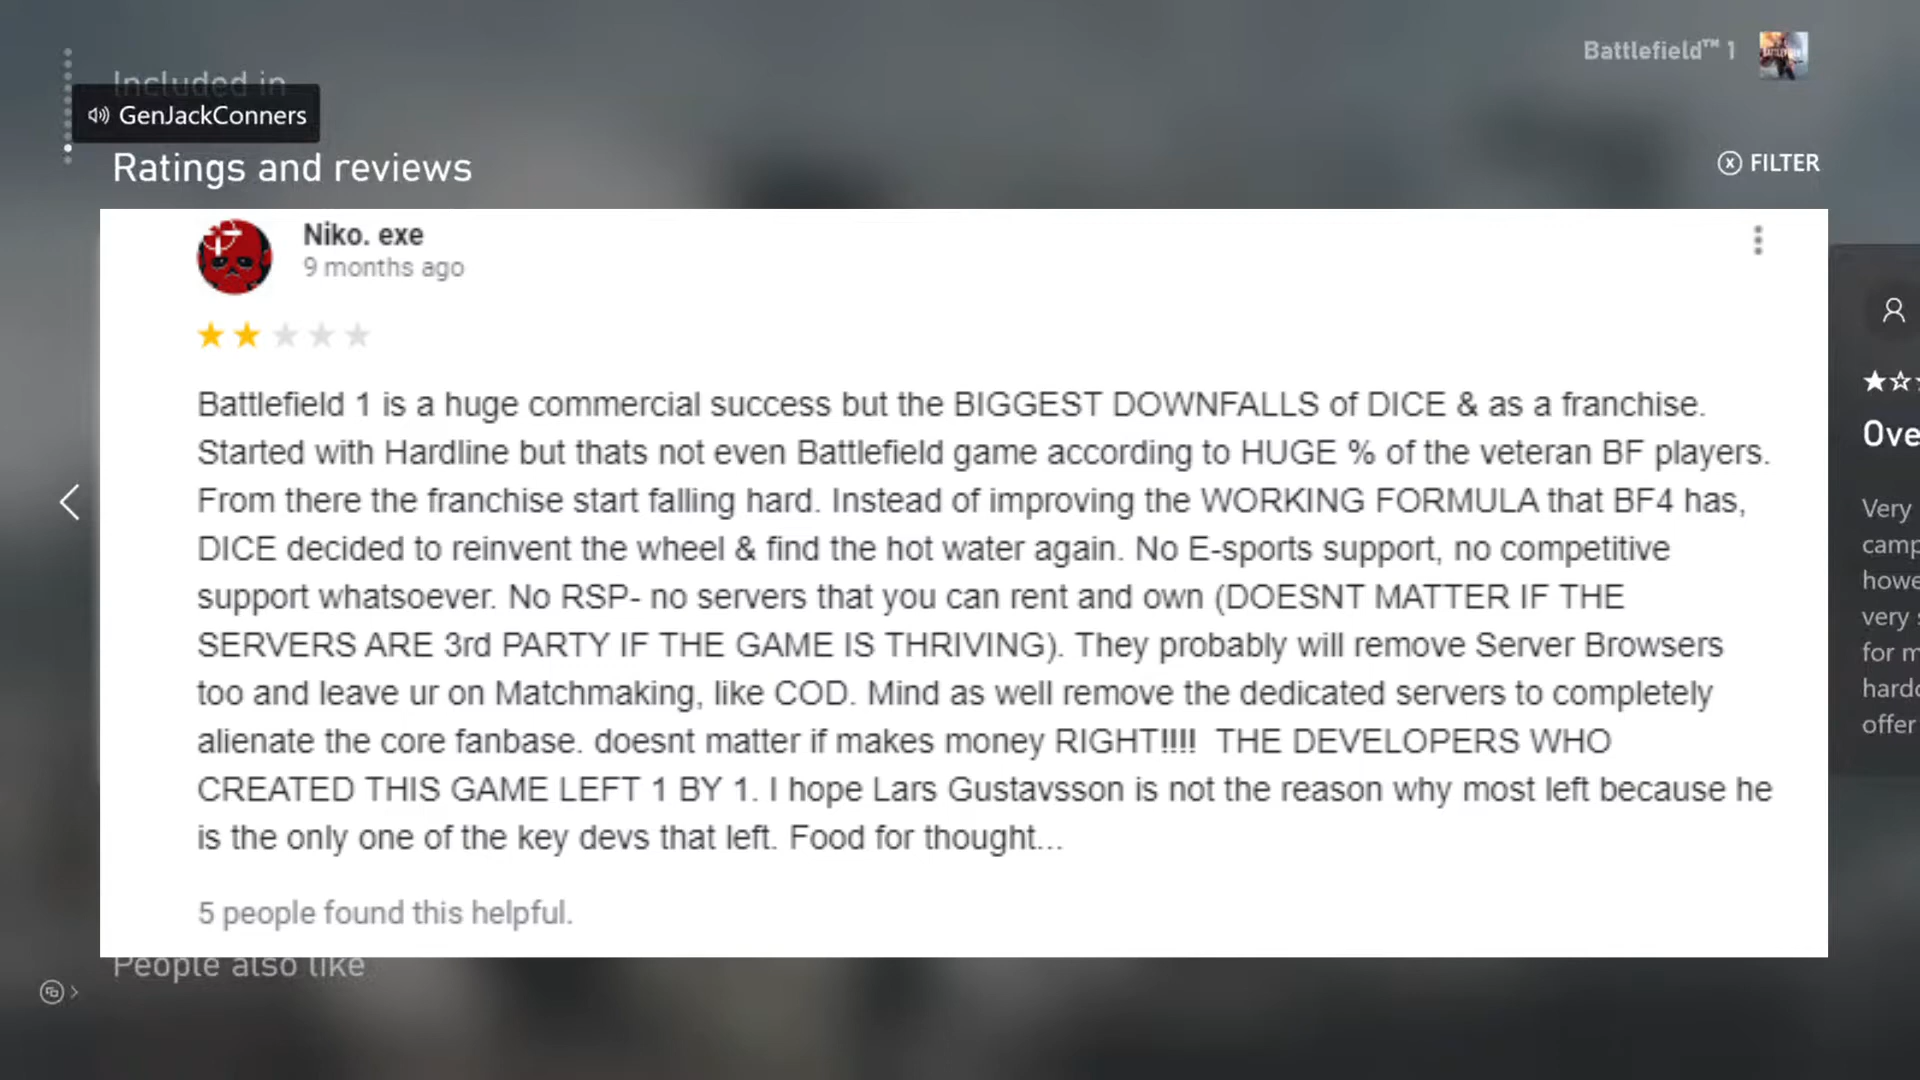 Included in
Battlefield™ 1
GenJackConners
Ratings and reviews
FILTER
Niko. exe
9 months ago
Battlefield 1 is a huge commercial success but the BIGGEST DOWNFALLS of DICE & as a franchise.
Started with Hardline but thats not even Battlefield game according to HUGE % of the veteran BF players.
From there the franchise start falling hard. Instead of improving the WORKING FORMULA that BF4 has,
DICE decided to reinvent the wheel & find the hot water again. No E-sports support, no competitive
support whatsoever. No RSP- no servers that you can rent and own (DOESNT MATTER IF THE
SERVERS ARE 3rd PARTY IF THE GAME IS THRIVING). They probably will remove Server Browsers
too and leave ur on Matchmaking, like COD. Mind as well remove the dedicated servers to completely
alienate the core fanbase. doesnt matter if makes money RIGHT!!!!  THE DEVELOPERS WHO
CREATED THIS GAME LEFT 1 BY 1. I hope Lars Gustavsson is not the reason why most left because he
is the only one of the key devs that left. Food for thought...
5 people found this helpful.
Ove
Very
camp
howe
very
for m
hardc
offer
People also like